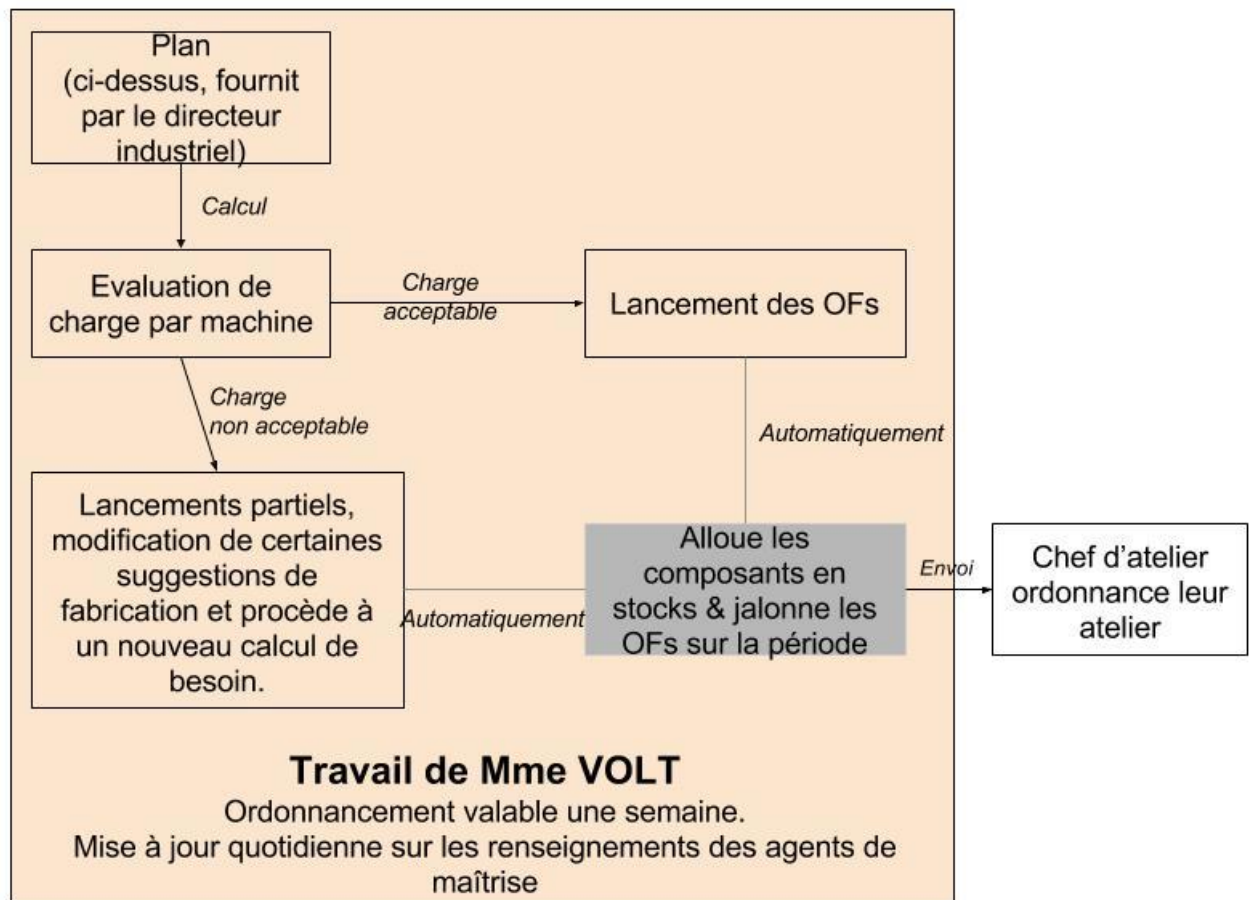 Plan
(ci-dessus, fournit
par le directeur
industriel)
Calcul
Evaluation de
charge par machine
Charge
acceptable
Lancement des OFs
Charge
non acceptable
Automatiquement
Lancements partiels,
modification de certaines
suggestions de
fabrication et procède à
un nouveau calcul de
besoin.
Automatiquement
Alloue les
composants en
stocks & jalonne les
OFs sur la période
Envoi
Chef d'atelier
ordonnance leur
atelier
Travail de Mme VOLT
Ordonnancement valable une semaine.
Mise à jour quotidienne sur les renseignements des agents de
maîtrise